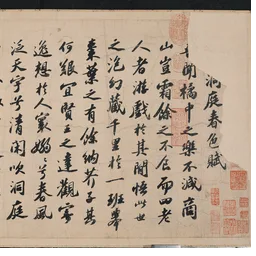 洞庭春色賦
吾聞橘中之樂不減商
山豈霜餘之不食而四老
人者游戲於其間悟此世
之泡幻藏千里於一班舉
棗葉之有餘納芥子其
何艱宜賢王之達觀寄
逸想於人寰嫋嫋兮春風
泛天宇兮清閑吹洞庭